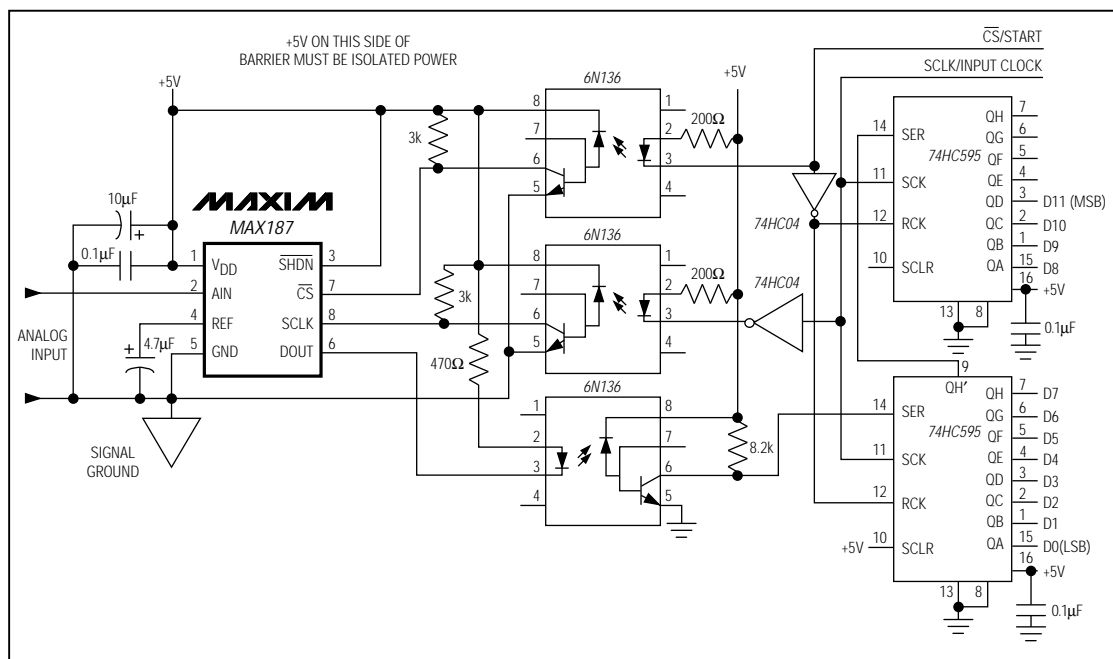 +5V ON THIS SIDE OF
BARRIER MUST BE ISOLATED POWER
+5V
3k
10µF
+
0.1µF
MAXIM
MAX187
1 VDD
2 AIN
4 REF
5 GND
SHDN 3
CS 7
SCLK 8
DOUT 6
ANALOG
INPUT
4.7µF
+
SIGNAL
GROUND
3k
470Ω
6N136
8
7
6
5
1
2
3
4
200Ω
+5V
6N136
8
7
6
5
1
2
3
4
200Ω
6N136
1
2
3
4
8
7
6
5
8.2k
74HC04
74HC04
CS/START
SCLK/INPUT CLOCK
74HC595
14 SER
11 SCK
12 RCK
10 SCLR
QH 7
QG 6
QF 5
QE 4
QD 3 D11 (MSB)
QC 2 D10
QB 1 D9
QA 15 D8
16
+5V
13 8
0.1µF
9
QH'
74HC595
14 SER
11 SCK
12 RCK
+5V 10 SCLR
QH 7 D7
QG 6 D6
QF 5 D5
QE 4 D4
QD 3 D3
QC 2 D2
QB 1 D1
QA 15 D0(LSB)
16
+5V
13 8
0.1µF